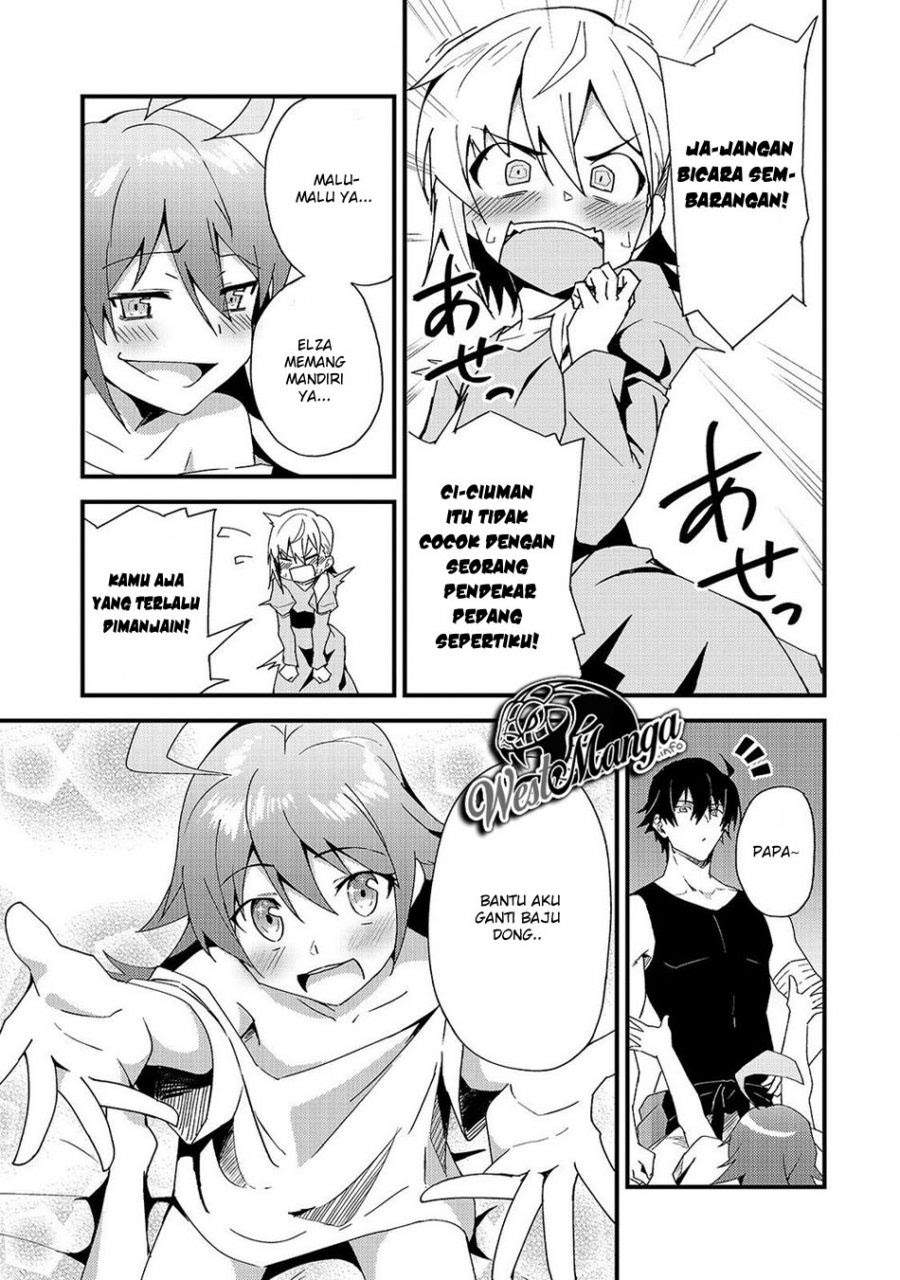 JA-JANGAN
BICARA SEM-
BARANGAN!
あせっ
あせっ
CI-CIUMAN
ITU TIDAK
COCOK DENGAN
SEORANG
PENDEKAR
PEDANG
SEPERTIKU!
MALU-
MALU YA...
ELZA
MEMANG
MANDIRI
YA...
KAMU AJA
YANG TERLALU
DIMANJAIN!
PAPA~
WestManga
.info
BANTU AKU
GANTI BAJU
DONG..